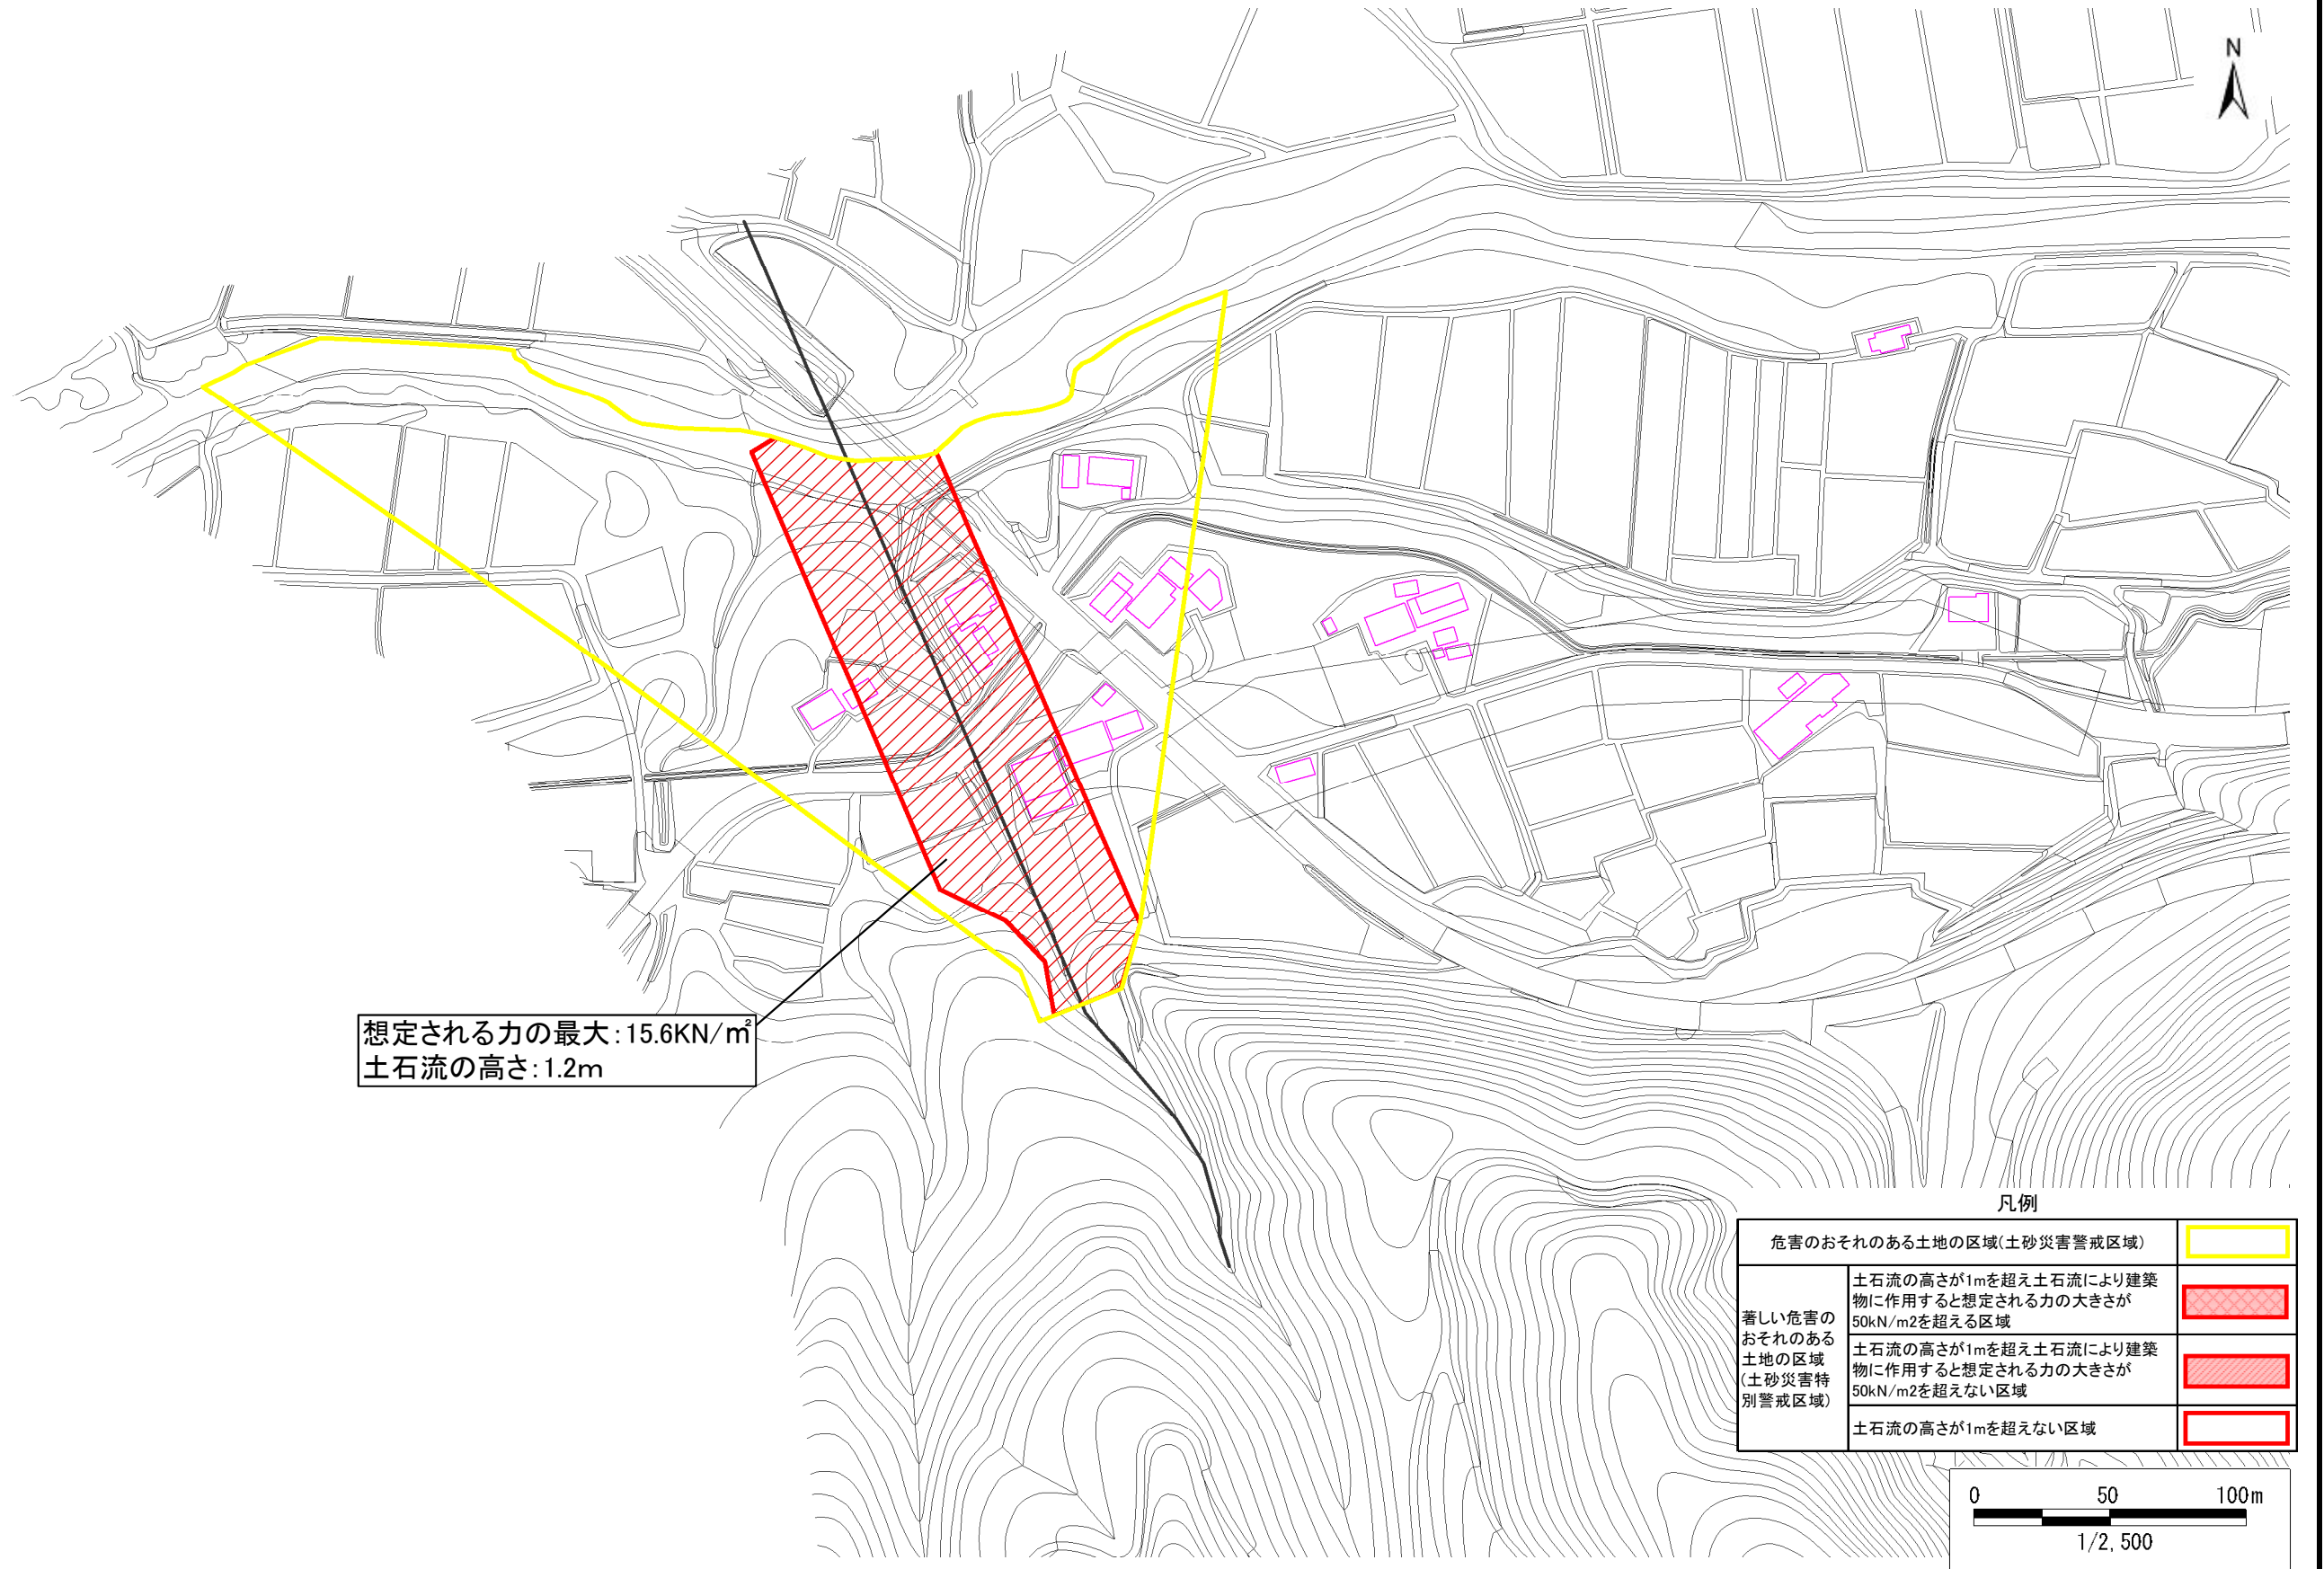 N
想定される力の最大:15.6KN/㎡
土石流の高さ:1.2m
凡例
危害のおそれのある土地の区域(土砂災害警戒区域)
著しい危害の
おそれのある
土地の区域
(土砂災害特
別警戒区域)
土石流の高さが1mを超え土石流により建築
物に作用すると想定される力の大きさが
50kN/m2を超える区域
土石流の高さが1mを超え土石流により建築
物に作用すると想定される力の大きさが
50kN/m2を超えない区域
土石流の高さが1mを超えない区域
0 50 100m
1/2,500